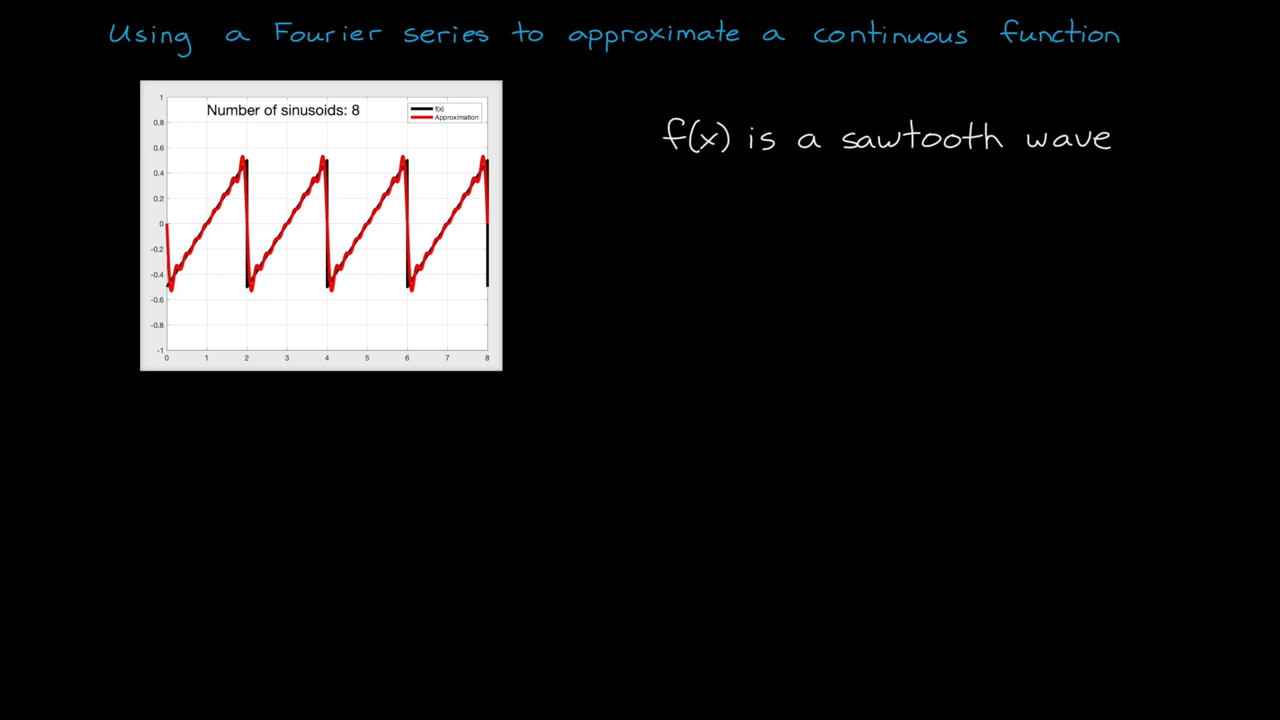 Using a Fourier series to approximate a continuous function
Number of sinusoids: 8
f(x)
Approximation
f(x) is a sawtooth wave
1
0.8
0.6
0.4
0.2
0
-0.2
-0.4
-0.6
-0.8
-1
0 1 2 3 4 5 6 7 8